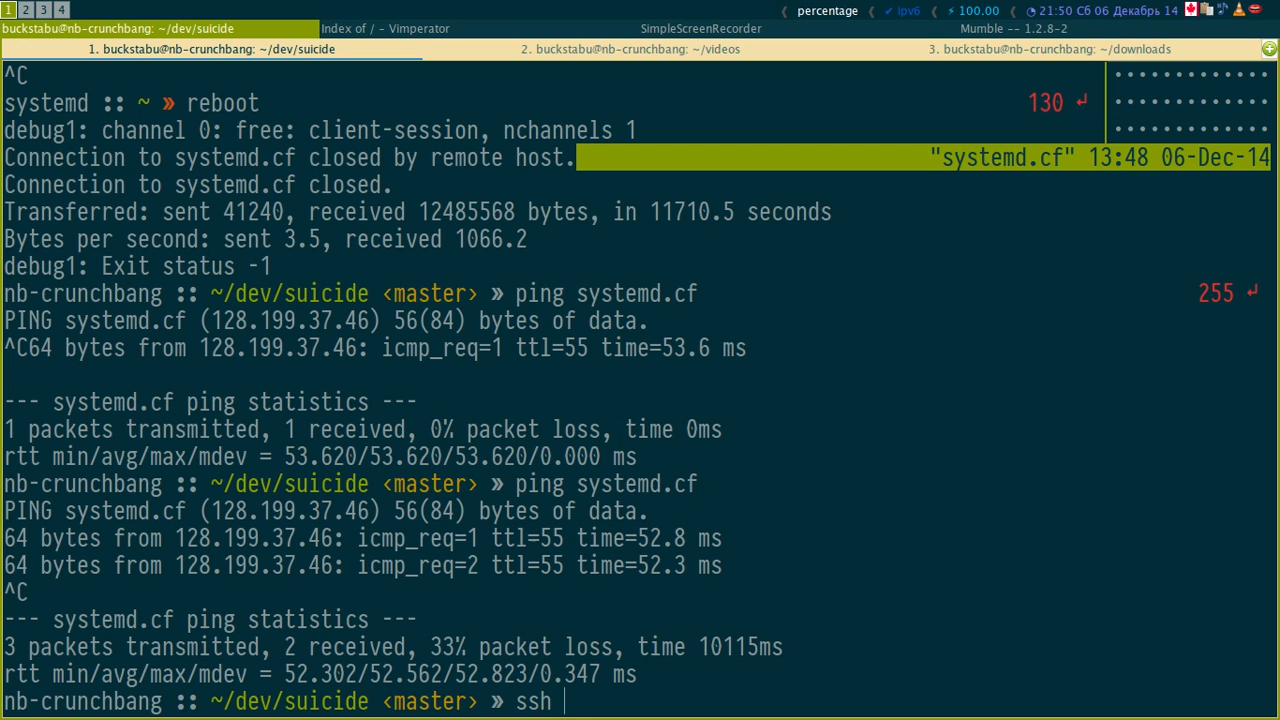 1 2 3 4 percentage ✔ ipv6 ⚡ 100.00 21:50 Сб 06 Декабрь 14
buckstabu@nb-crunchbang: ~/dev/suicide Index of / - Vimperator SimpleScreenRecorder Mumble -- 1.2.8-2
1. buckstabu@nb-crunchbang: ~/dev/suicide 2. buckstabu@nb-crunchbang: ~/videos 3. buckstabu@nb-crunchbang: ~/downloads
^C
systemd :: ~ » reboot 130 ↵
debug1: channel 0: free: client-session, nchannels 1
Connection to systemd.cf closed by remote host. "systemd.cf" 13:48 06-Dec-14
Connection to systemd.cf closed.
Transferred: sent 41240, received 12485568 bytes, in 11710.5 seconds
Bytes per second: sent 3.5, received 1066.2
debug1: Exit status -1
nb-crunchbang :: ~/dev/suicide ‹master› » ping systemd.cf 255 ↵
PING systemd.cf (128.199.37.46) 56(84) bytes of data.
^C64 bytes from 128.199.37.46: icmp_req=1 ttl=55 time=53.6 ms
--- systemd.cf ping statistics ---
1 packets transmitted, 1 received, 0% packet loss, time 0ms
rtt min/avg/max/mdev = 53.620/53.620/53.620/0.000 ms
nb-crunchbang :: ~/dev/suicide ‹master› » ping systemd.cf
PING systemd.cf (128.199.37.46) 56(84) bytes of data.
64 bytes from 128.199.37.46: icmp_req=1 ttl=55 time=52.8 ms
64 bytes from 128.199.37.46: icmp_req=2 ttl=55 time=52.3 ms
^C
--- systemd.cf ping statistics ---
3 packets transmitted, 2 received, 33% packet loss, time 10115ms
rtt min/avg/max/mdev = 52.302/52.562/52.823/0.347 ms
nb-crunchbang :: ~/dev/suicide ‹master› » ssh